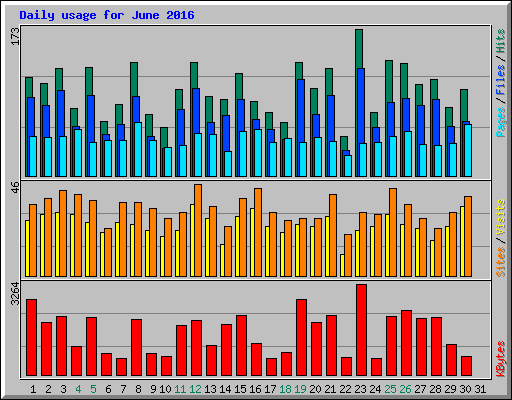 Daily usage for June 2016
173
46
3264
Pages / Files / Hits
Sites / Visits
KBytes
1 2 3 4 5 6 7 8 9 10 11 12 13 14 15 16 17 18 19 20 21 22 23 24 25 26 27 28 29 30 31